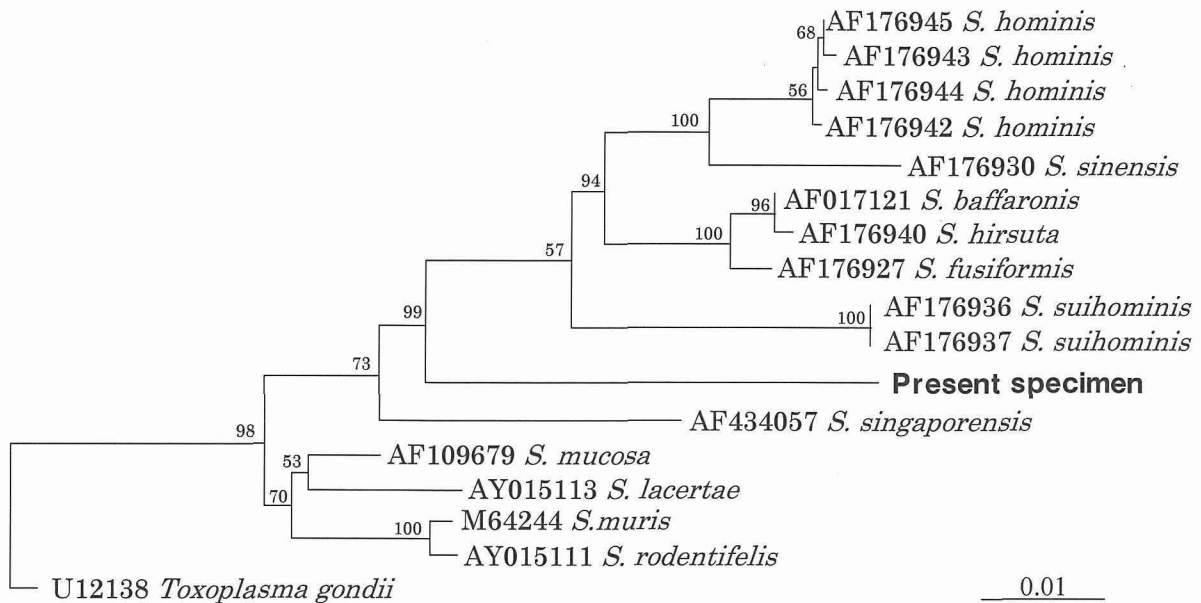 AF176945 S. hominis
68
AF176943 S. hominis
AF176944 S. hominis
56
AF176942 S. hominis
100
AF176930 S. sinensis
94
AF017121 S. baffaronis
96
AF176940 S. hirsuta
100
57
AF176927 S. fusiformis
AF176936 S. suihominis
99
100
AF176937 S. suihominis
73
Present specimen
AF434057 S. singaporensis
98
53
AF109679 S. mucosa
70
AY015113 S. lacertae
100
M64244 S.muris
AY015111 S. rodentifelis
U12138 Toxoplasma gondii
0.01